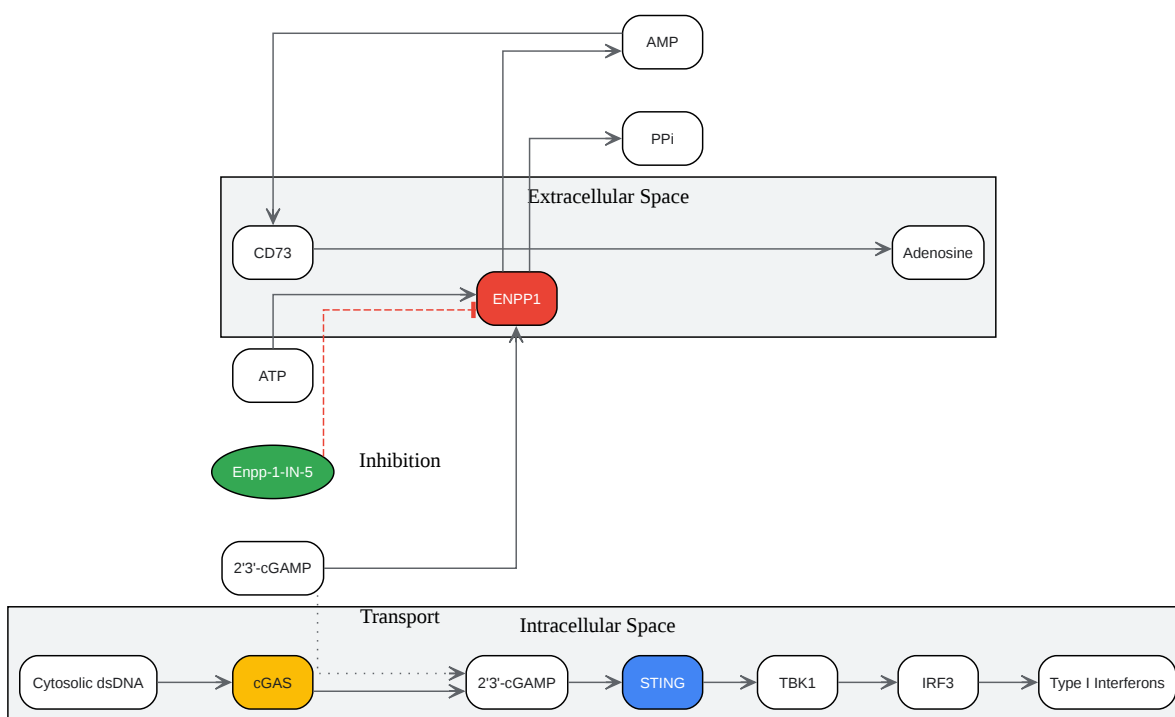 AMP
PPi
Extracellular Space
CD73
Adenosine
ENPP1
ATP
Enpp-1-IN-5
Inhibition
2'3'-cGAMP
Transport
Intracellular Space
Cytosolic dsDNA
cGAS
2'3'-cGAMP
STING
TBK1
IRF3
Type I Interferons